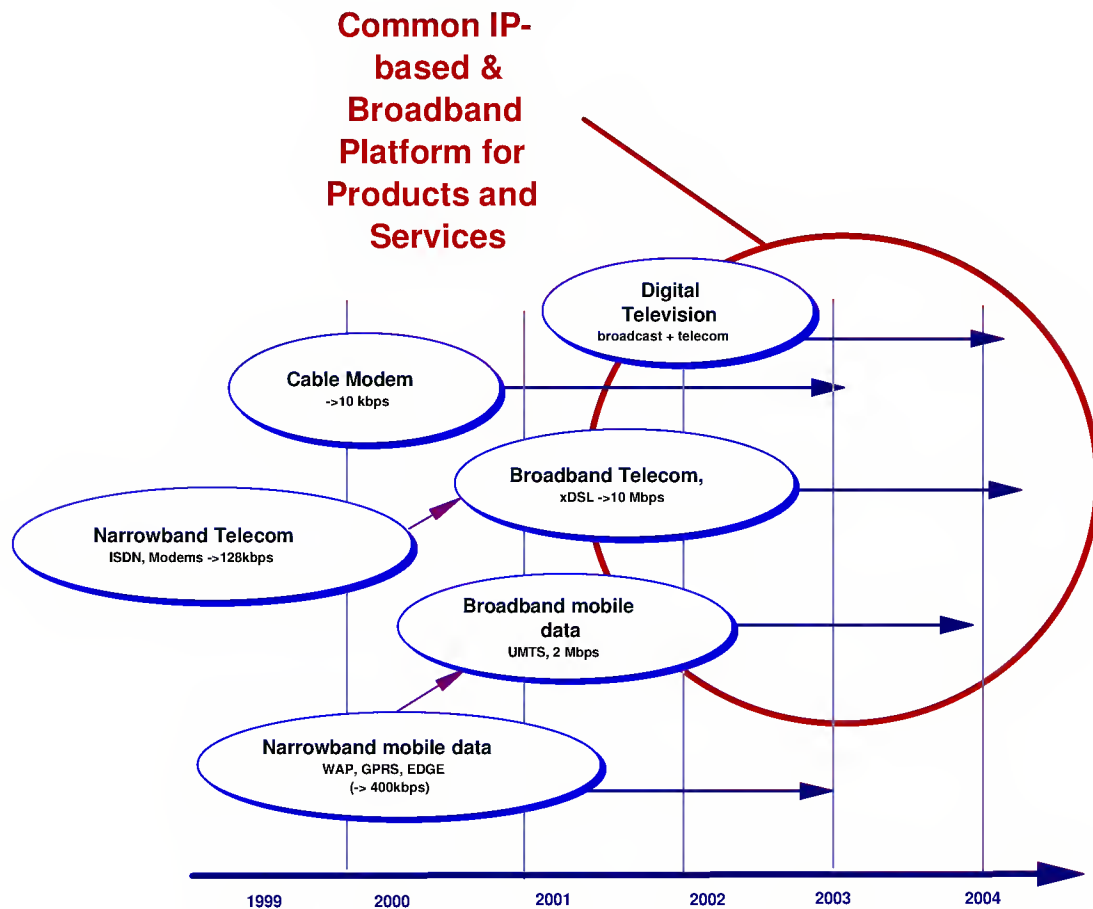 Common IP-
based &
Broadband
Platform for
Products and
Services
Digital
Television
broadcast + telecom
Cable Modem
->10 kbps
Broadband Telecom,
xDSL ->10 Mbps
Narrowband Telecom
ISDN, Modems ->128kbps
Broadband mobile
data
UMTS, 2 Mbps
Narrowband mobile data
WAP, GPRS, EDGE
(-> 400kbps)
1999 2000 2001 2002 2003 2004